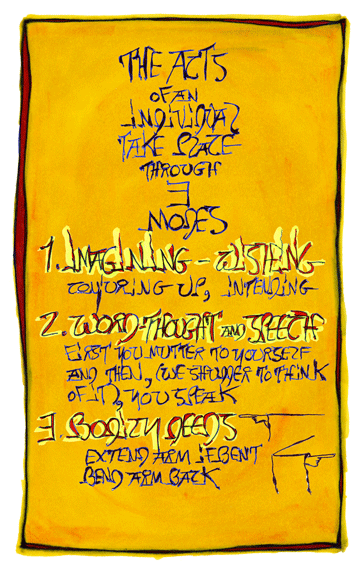 THE ACTS
OF AN
INDIVIDUAL
TAKE PLACE
THROUGH
3
MODES
1. IMAGINING - WISHING
CONJURING UP, INTENDING
2. WORD-THOUGHT AND SPEECH
FIRST YOU MUTTER TO YOURSELF
AND THEN, (WE SHUDDER TO THINK
OF IT), YOU SPEAK
3. BODILY DEEDS
EXTEND ARM IF BENT
BEND ARM BACK